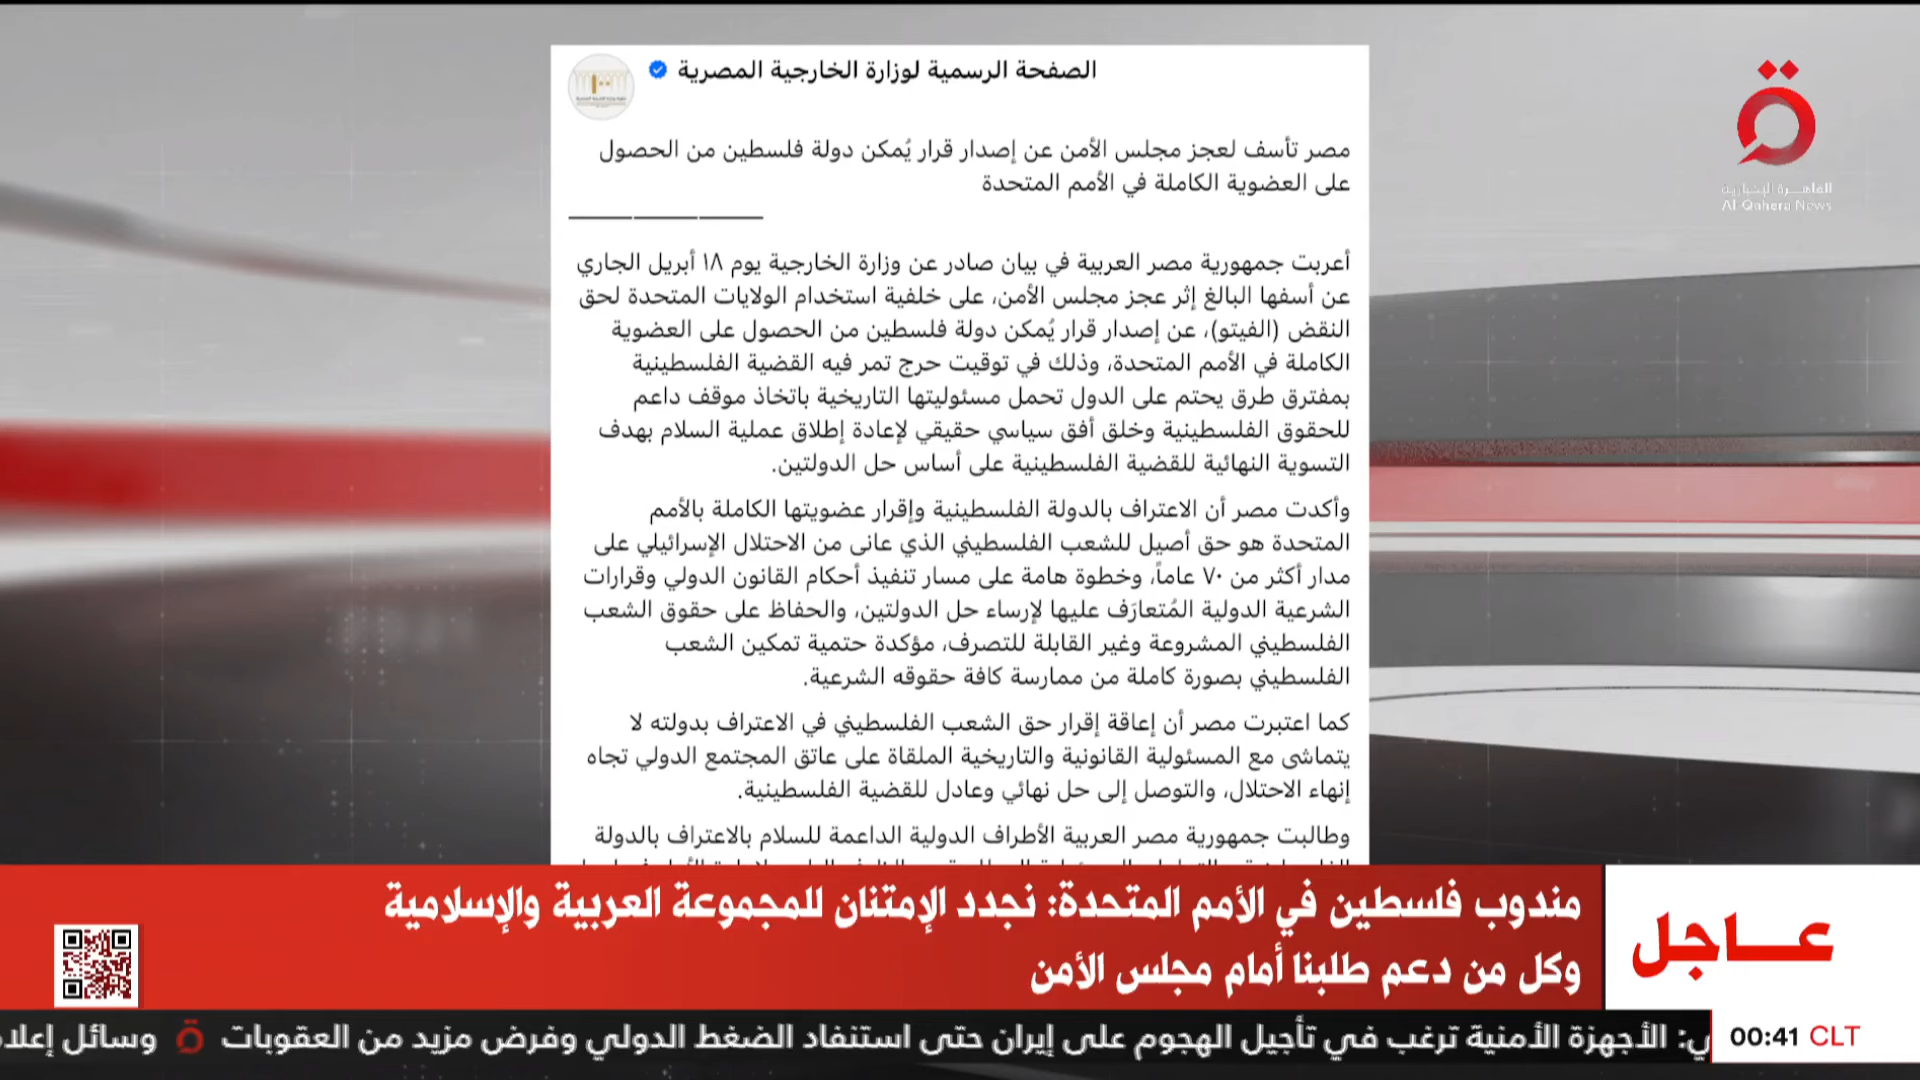 الصفحة الرسمية لوزارة الخارجية المصرية
القاهرة الإخبارية
Al Qahera News
مصر تأسف لعجز مجلس الأمن عن إصدار قرار يُمكن دولة فلسطين من الحصول
على العضوية الكاملة في الأمم المتحدة
أعربت جمهورية مصر العربية في بيان صادر عن وزارة الخارجية يوم ١٨ أبريل الجاري
عن أسفها البالغ إثر عجز مجلس الأمن، على خلفية استخدام الولايات المتحدة لحق
النقض (الفيتو)، عن إصدار قرار يُمكن دولة فلسطين من الحصول على العضوية
الكاملة في الأمم المتحدة، وذلك في توقيت حرج تمر فيه القضية الفلسطينية
بمفترق طرق يحتم على الدول تحمل مسئوليتها التاريخية باتخاذ موقف داعم
للحقوق الفلسطينية وخلق أفق سياسي حقيقي لإعادة إطلاق عملية السلام بهدف
التسوية النهائية للقضية الفلسطينية على أساس حل الدولتين.
وأكدت مصر أن الاعتراف بالدولة الفلسطينية وإقرار عضويتها الكاملة بالأمم
المتحدة هو حق أصيل للشعب الفلسطيني الذي عانى من الاحتلال الإسرائيلي على
مدار أكثر من ٧٠ عاماً، وخطوة هامة على مسار تنفيذ أحكام القانون الدولي وقرارات
الشرعية الدولية المُتعارَف عليها لإرساء حل الدولتين، والحفاظ على حقوق الشعب
الفلسطيني المشروعة وغير القابلة للتصرف، مؤكدة حتمية تمكين الشعب
الفلسطيني بصورة كاملة من ممارسة كافة حقوقه الشرعية.
كما اعتبرت مصر أن إعاقة إقرار حق الشعب الفلسطيني في الاعتراف بدولته لا
يتماشى مع المسئولية القانونية والتاريخية الملقاة على عاتق المجتمع الدولي تجاه
إنهاء الاحتلال، والتوصل إلى حل نهائي وعادل للقضية الفلسطينية.
وطالبت جمهورية مصر العربية الأطراف الدولية الداعمة للسلام بالاعتراف بالدولة
عـاجل
مندوب فلسطين في الأمم المتحدة: نجدد الإمتنان للمجموعة العربية والإسلامية
وكل من دعم طلبنا أمام مجلس الأمن
ي: الأجهزة الأمنية ترغب في تأجيل الهجوم على إيران حتى استنفاد الضغط الدولي وفرض مزيد من العقوبات
وسائل إعلا
00:41 CLT